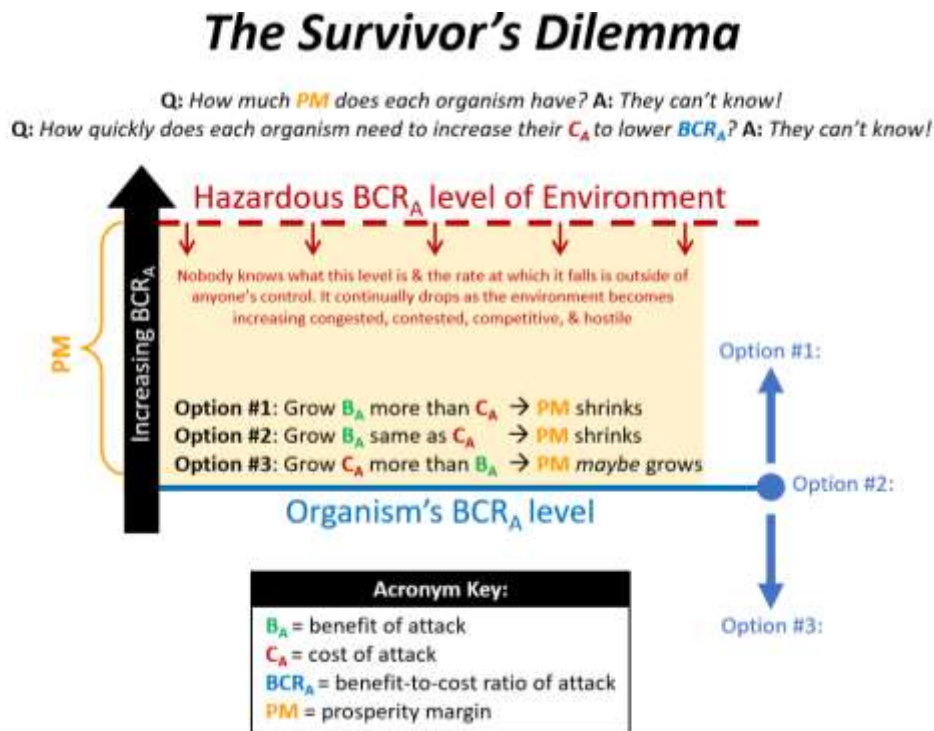 The Survivor's Dilemma
Q: How much PM does each organism have? A: They can't know!
Q: How quickly does each organism need to increase their CA to lower BCRA? A: They can't know!
Hazardous BCRA level of Environment
Nobody knows what this level is & the rate at which it falls is outside of
anyone's control. It continually drops as the environment becomes
increasing congested, contested, competitive, & hostile
PM
Increasing BCRA
Option #1: Grow BA more than CA → PM shrinks
Option #2: Grow BA same as CA → PM shrinks
Option #3: Grow CA more than BA → PM maybe grows
Organism's BCRA level
Option #1:
Option #2:
Option #3:
Acronym Key:
BA = benefit of attack
CA = cost of attack
BCRA = benefit-to-cost ratio of attack
PM = prosperity margin